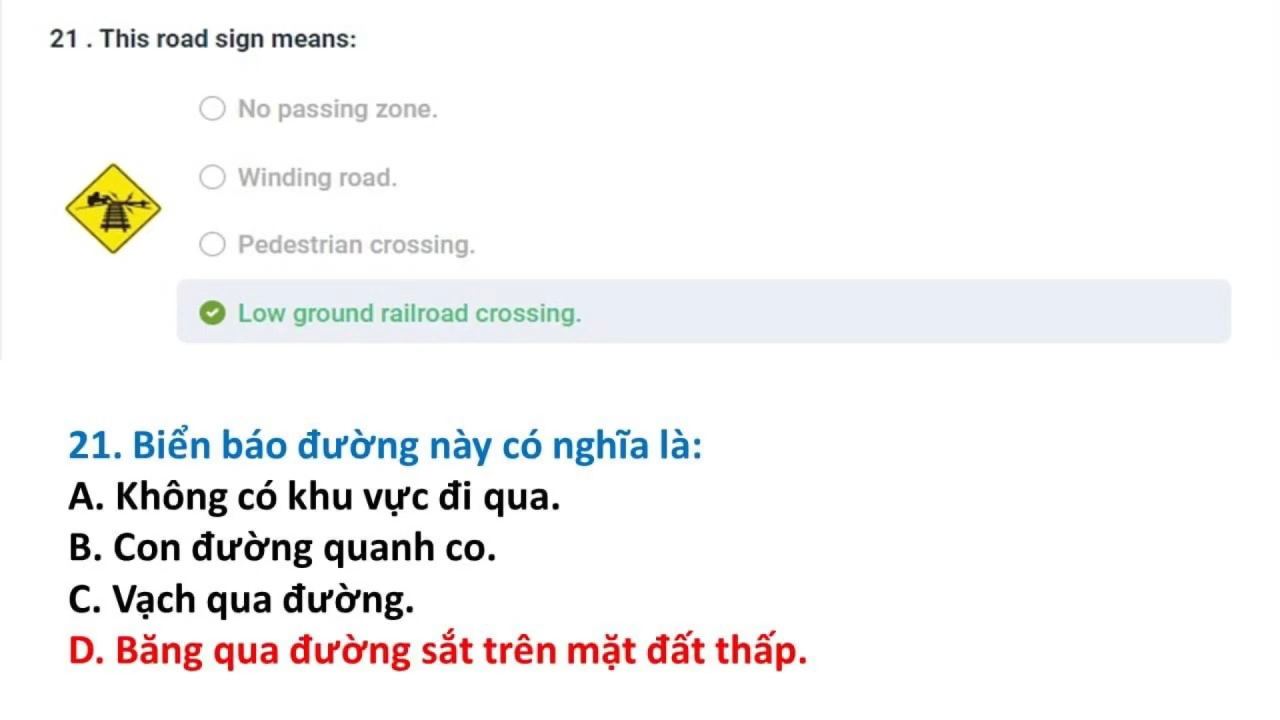 21 . This road sign means:
No passing zone.
Winding road.
Pedestrian crossing.
Low ground railroad crossing.
21. Biển báo đường này có nghĩa là:
A. Không có khu vực đi qua.
B. Con đường quanh co.
C. Vạch qua đường.
D. Băng qua đường sắt trên mặt đất thấp.